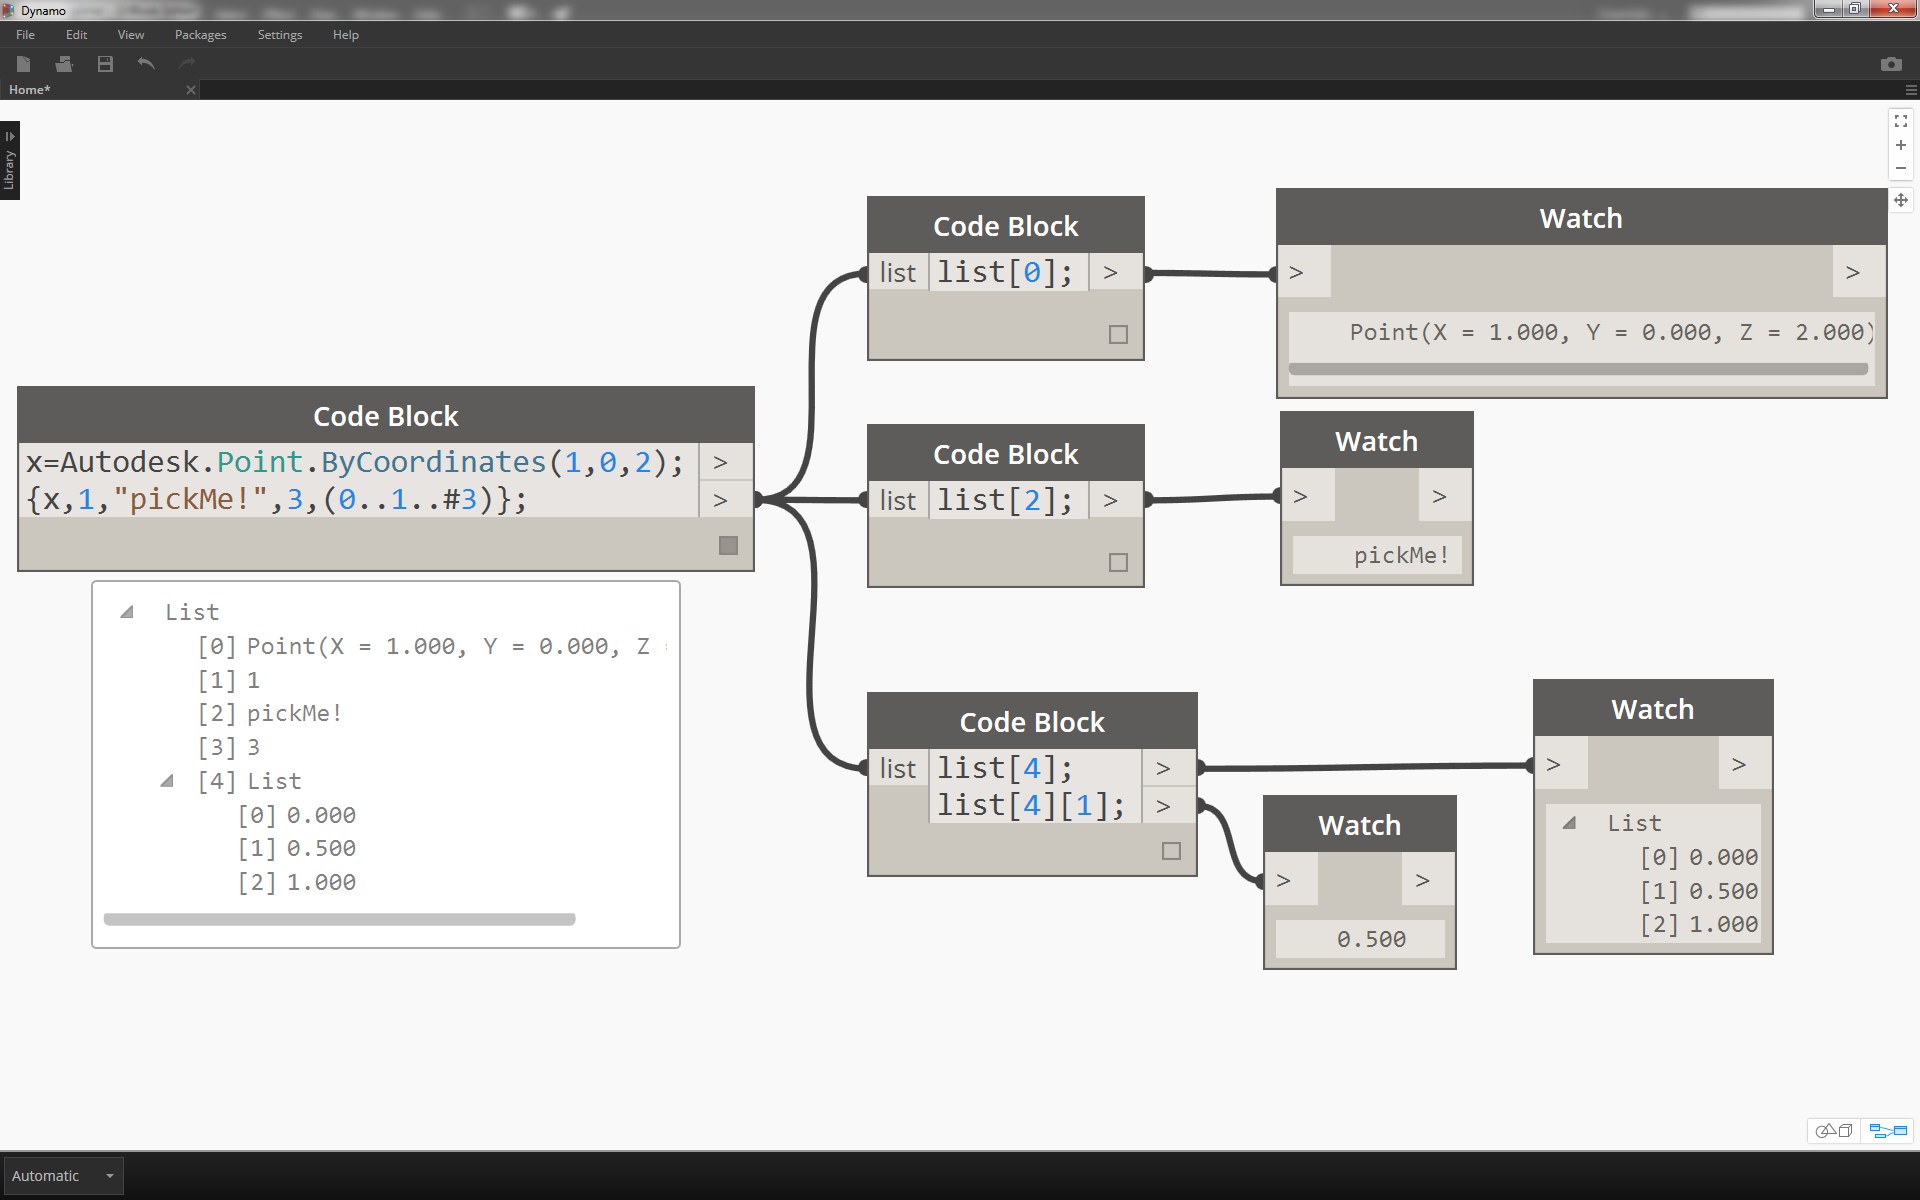 Dynamo
File Edit View Packages Settings Help
Home*
Library
Code Block
x=Autodesk.Point.ByCoordinates(1,0,2); >
{x,1,"pickMe!",3,(0..1..#3)}; >
List
[0] Point(X = 1.000, Y = 0.000, Z
[1] 1
[2] pickMe!
[3] 3
[4] List
[0] 0.000
[1] 0.500
[2] 1.000
Code Block
list list[0]; >
Watch
> >
Point(X = 1.000, Y = 0.000, Z = 2.000)
Code Block
list list[2]; >
Watch
> >
pickMe!
Code Block
list list[4]; >
list[4][1]; >
Watch
> >
0.500
Watch
> >
List
[0] 0.000
[1] 0.500
[2] 1.000
Automatic